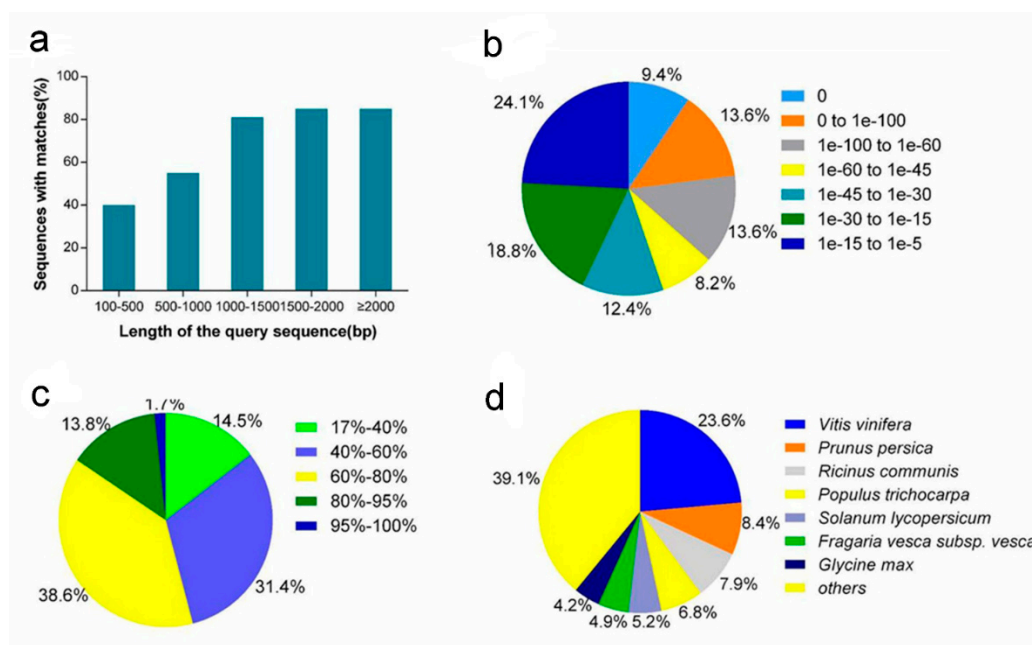 a
Sequences with matches(%)
100
80
60
40
20
0
100-500 500-1000 1000-1500 1500-2000 ≥2000
Length of the query sequence(bp)
b
9.4%
13.6%
13.6%
8.2%
12.4%
18.8%
24.1%
0
0 to 1e-100
1e-100 to 1e-60
1e-60 to 1e-45
1e-45 to 1e-30
1e-30 to 1e-15
1e-15 to 1e-5
c
1.7%
14.5%
31.4%
38.6%
13.8%
17%-40%
40%-60%
60%-80%
80%-95%
95%-100%
d
23.6%
8.4%
7.9%
6.8%
5.2%
4.9%
4.2%
39.1%
Vitis vinifera
Prunus persica
Ricinus communis
Populus trichocarpa
Solanum lycopersicum
Fragaria vesca subsp. vesca
Glycine max
others